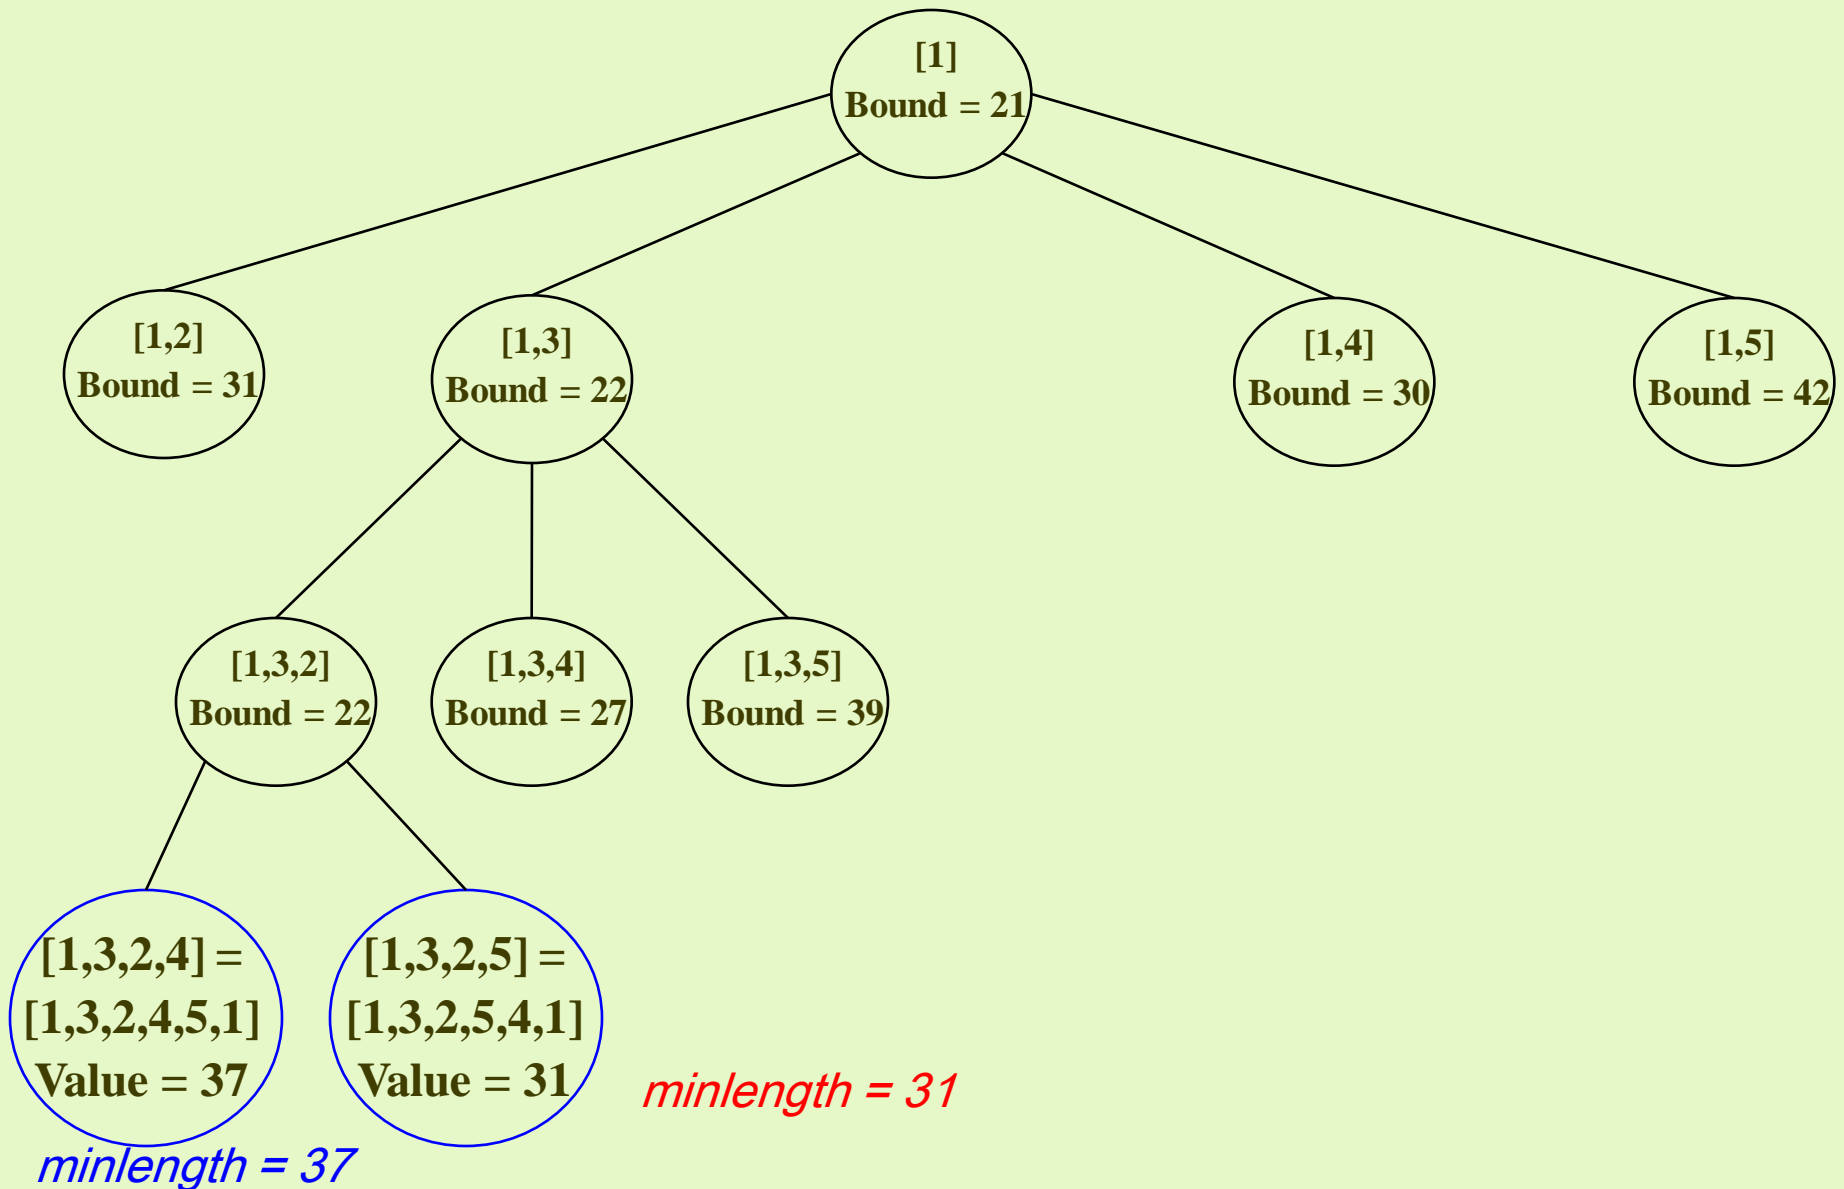 [1]
Bound = 21
[1,2]
Bound = 31
[1,3]
Bound = 22
[1,4]
Bound = 30
[1,5]
Bound = 42
[1,3,2]
Bound = 22
[1,3,4]
Bound = 27
[1,3,5]
Bound = 39
[1,3,2,4] =
[1,3,2,4,5,1]
Value = 37
[1,3,2,5] =
[1,3,2,5,4,1]
Value = 31
minlength = 31
minlength = 37